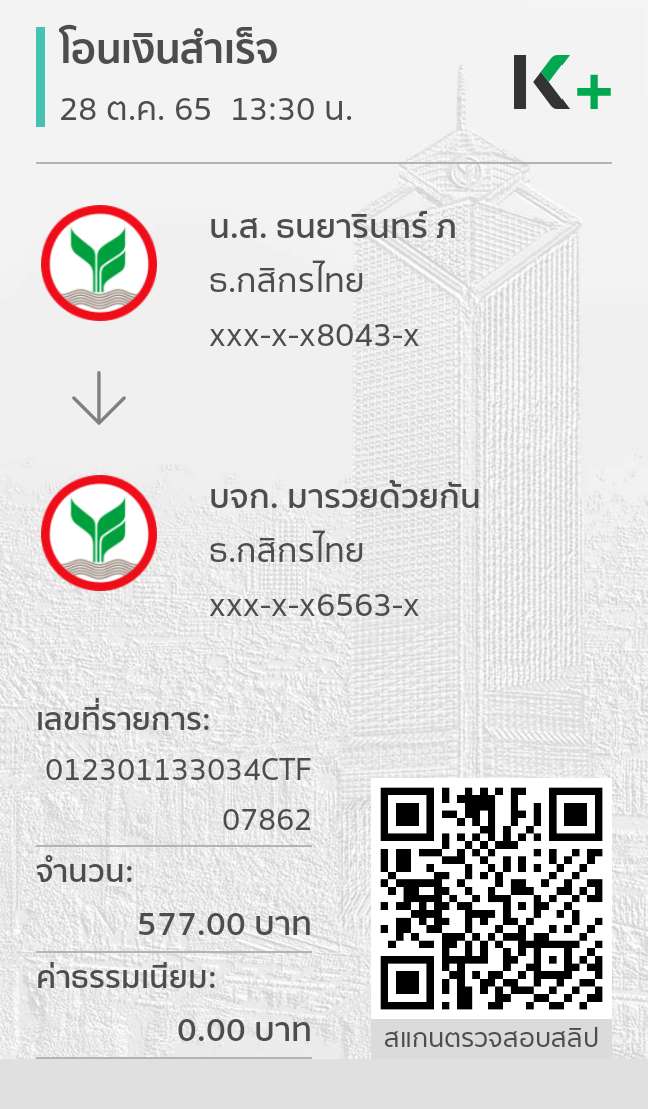 โอนเงินสำเร็จ
28 ต.ค. 65  13:30 น.
K+
น.ส. ธนยารินทร์ ภ
ธ.กสิกรไทย
xxx-x-x8043-x
บจก. มารวยด้วยกัน
ธ.กสิกรไทย
xxx-x-x6563-x
เลขที่รายการ:
012301133034CTF
07862
จำนวน:
577.00 บาท
ค่าธรรมเนียม:
0.00 บาท
สแกนตรวจสอบสลิป